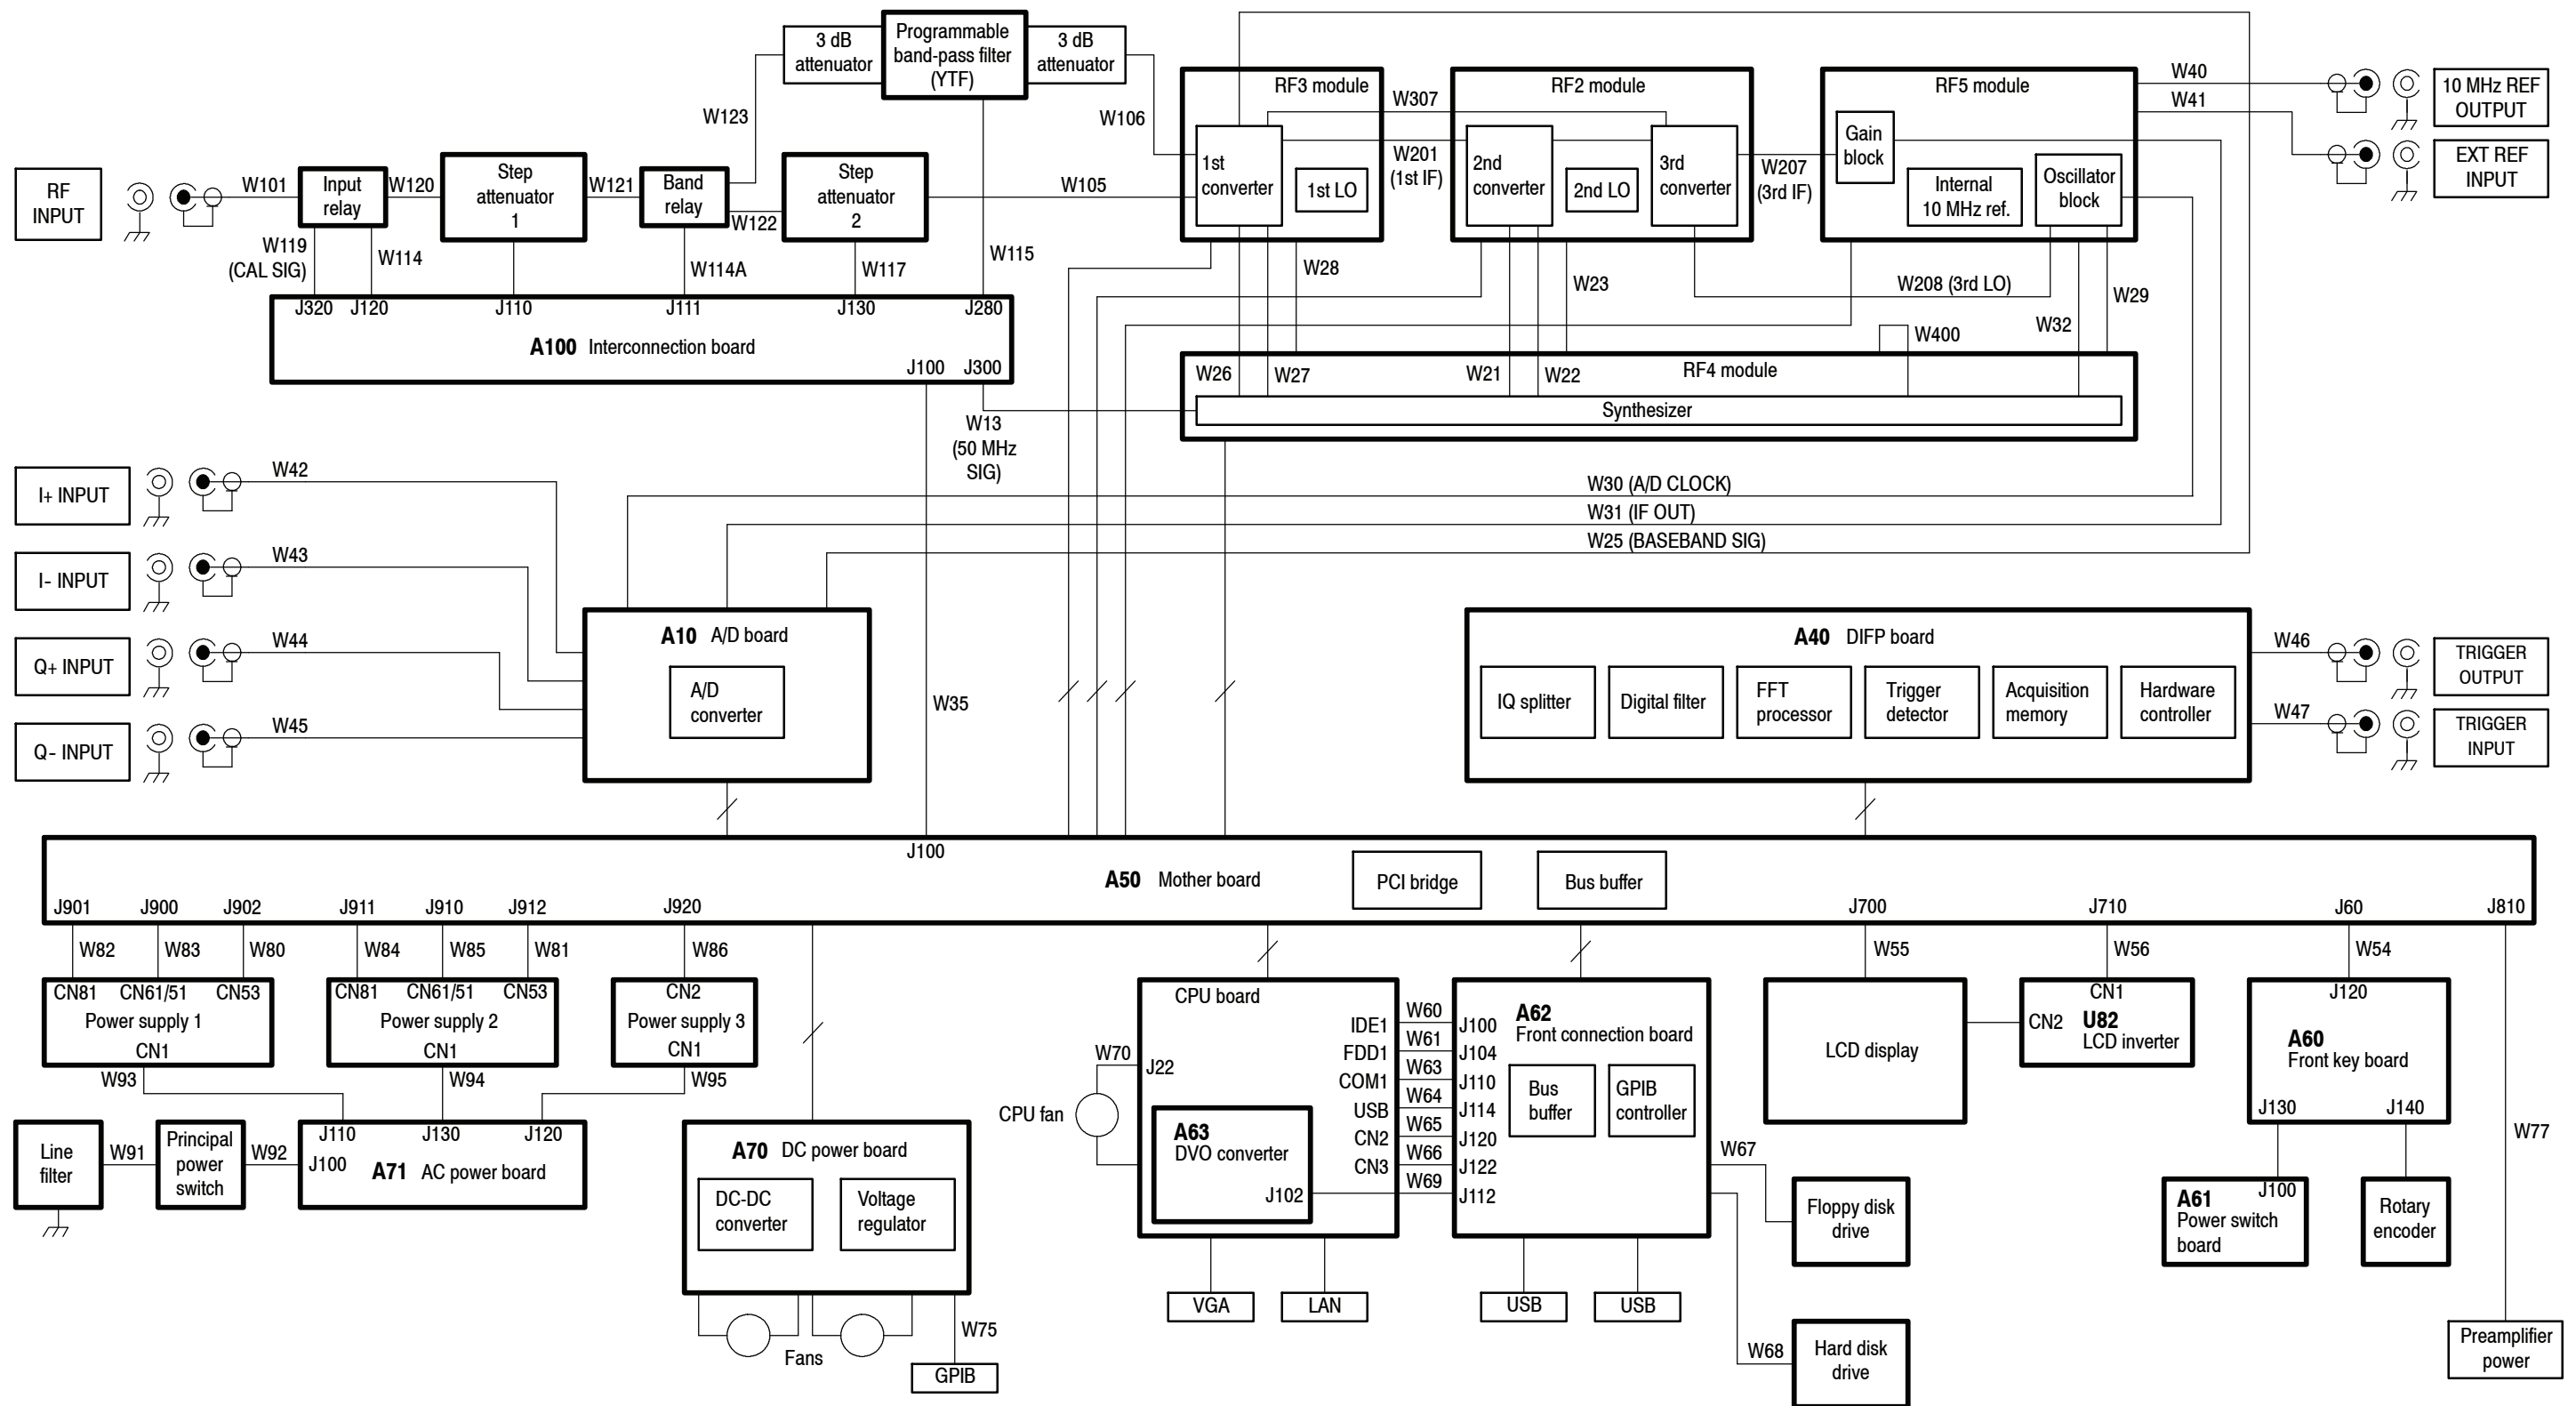 Programmable
band-pass filter
(YTF)
3 dB
attenuator
3 dB
attenuator
RF3 module
RF2 module
RF5 module
W40
10 MHz REF
OUTPUT
W307
W41
W123
W106
1st
converter
1st LO
W201
(1st IF)
2nd
converter
2nd LO
3rd
converter
W207
(3rd IF)
Gain
block
Internal
10 MHz ref.
Oscillator
block
EXT REF
INPUT
RF
INPUT
W101
Input
relay
W120
Step
attenuator
1
W121
Band
relay
W122
Step
attenuator
2
W105
W119
(CAL SIG)
W114
W114A
W117
W115
W28
W23
W208 (3rd LO)
W29
W32
W400
J320
J120
J110
J111
J130
J280
A100 Interconnection board
J100
J300
W26
W27
W21
W22
RF4 module
Synthesizer
W13
(50 MHz
SIG)
I+ INPUT
W42
W30 (A/D CLOCK)
W31 (IF OUT)
W25 (BASEBAND SIG)
I- INPUT
W43
Q+ INPUT
W44
Q- INPUT
W45
A10 A/D board
A/D
converter
W35
A40 DIFP board
IQ splitter
Digital filter
FFT
processor
Trigger
detector
Acquisition
memory
Hardware
controller
W46
TRIGGER
OUTPUT
W47
TRIGGER
INPUT
J100
A50 Mother board
PCI bridge
Bus buffer
J901
J900
J902
J911
J910
J912
J920
J700
J710
J60
J810
W82
W83
W80
W84
W85
W81
W86
W55
W56
W54
CN81
CN61/51
CN53
Power supply 1
CN1
CN81
CN61/51
CN53
Power supply 2
CN1
CN2
Power supply 3
CN1
W93
W94
W95
Line
filter
W91
Principal
power
switch
W92
J110
J130
J120
J100
A71 AC power board
A70 DC power board
DC-DC
converter
Voltage
regulator
Fans
W75
GPIB
CPU board
W70
J22
CPU fan
IDE1
FDD1
COM1
USB
CN2
CN3
A63
DVO converter
J102
W60
W61
W63
W64
W65
W66
W69
J100
J104
J110
J114
J120
J122
J112
A62
Front connection board
Bus
buffer
GPIB
controller
VGA
LAN
USB
USB
W67
Floppy disk
drive
W68
Hard disk
drive
LCD display
CN1
CN2
U82
LCD inverter
J120
A60
Front key board
J130
J140
J100
A61
Power switch
board
Rotary
encoder
W77
Preamplifier
power